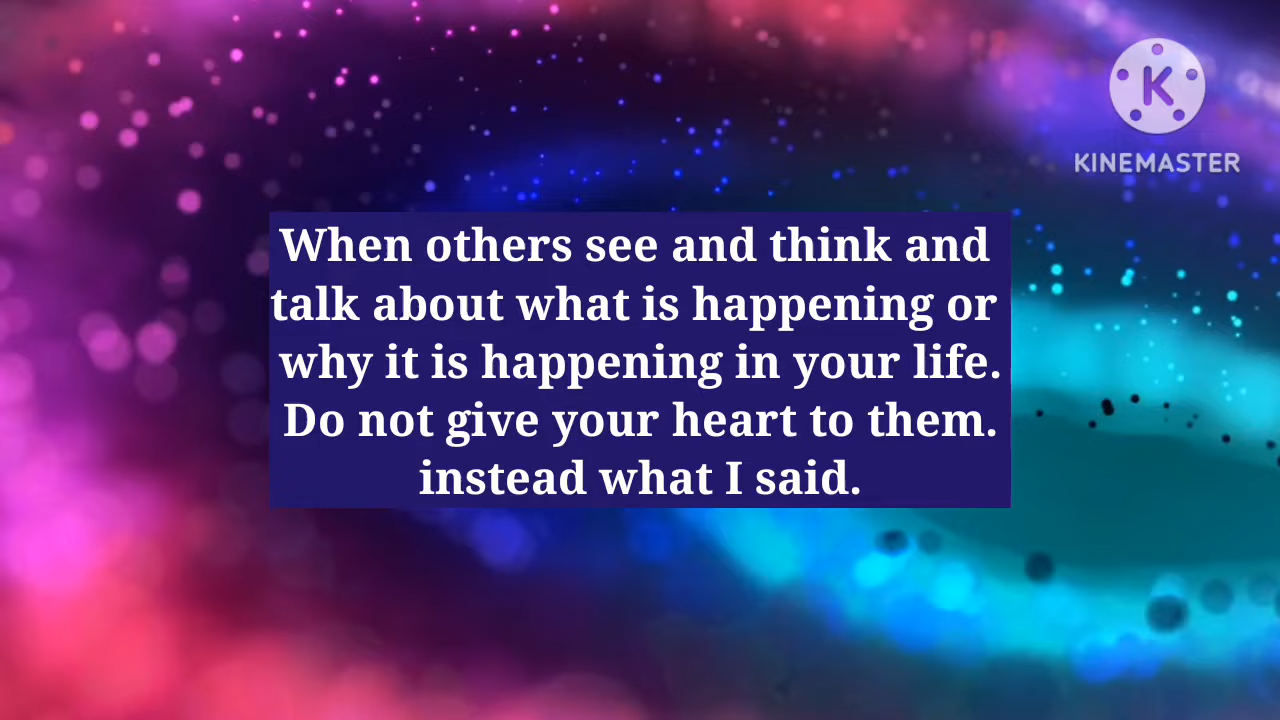 K
KINEMASTER
When others see and think and
talk about what is happening or
why it is happening in your life.
Do not give your heart to them.
instead what I said.